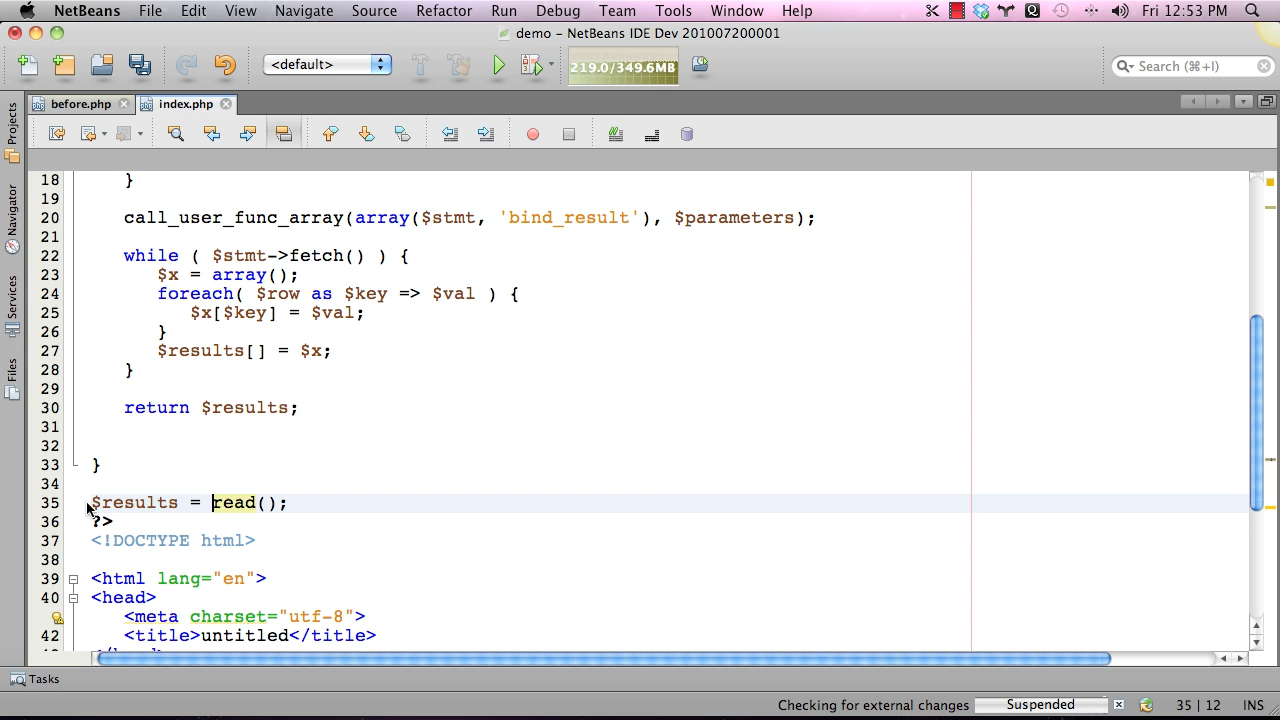 NetBeans File Edit View Navigate Source Refactor Run Debug Team Tools Window Help Fri 12:53 PM
demo – NetBeans IDE Dev 201007200001
<default> 219.0/349.6MB Search (⌘+I)
before.php index.php
Projects
Navigator
Services
Files
18 }
19
20 call_user_func_array(array($stmt, 'bind_result'), $parameters);
21
22 while ( $stmt->fetch() ) {
23 $x = array();
24 foreach( $row as $key => $val ) {
25 $x[$key] = $val;
26 }
27 $results[] = $x;
28 }
29
30 return $results;
31
32
33 }
34
35 $results = read();
36 ?>
37 <!DOCTYPE html>
38
39 <html lang="en">
40 <head>
<meta charset="utf-8">
42 <title>untitled</title>
Tasks
Checking for external changes Suspended 35 | 12 INS